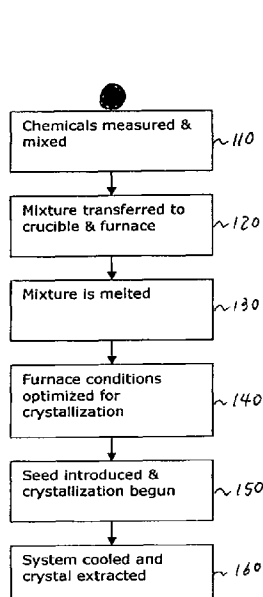 Chemicals measured &
mixed
110
Mixture transferred to
crucible & furnace
120
Mixture is melted
130
Furnace conditions
optimized for
crystallization
140
Seed introduced &
crystallization begun
150
System cooled and
crystal extracted
160